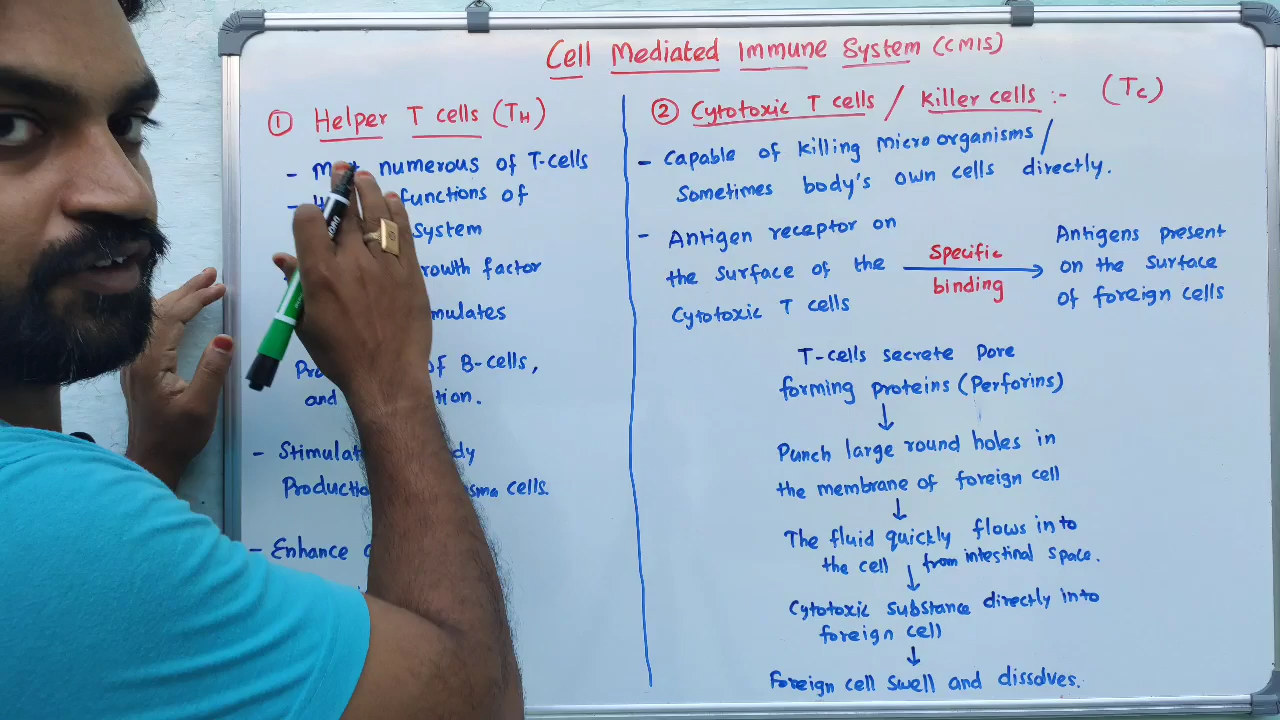 Cell Mediated Immune System (CMIS)
① Helper T cells (TH)
- numerous of T-cells
- functions of
system
rowth factor
mulates
of B-cells,
and tion.
- Stimulat dy
Productio sma cells.
- Enhance
② Cytotoxic T cells / Killer cells :- (Tc)
- Capable of killing Micro organisms /
Sometimes body's own cells directly.
- Antigen receptor on
the surface of the
Cytotoxic T cells
Specific
binding
Antigens present
on the surface
of foreign cells
T-cells secrete Pore
forming proteins (Perforins)
Punch large round holes in
the membrane of foreign cell
The fluid quickly flows into
the cell from intestinal space.
Cytotoxic substance directly into
foreign cell
Foreign cell swell and dissolves.